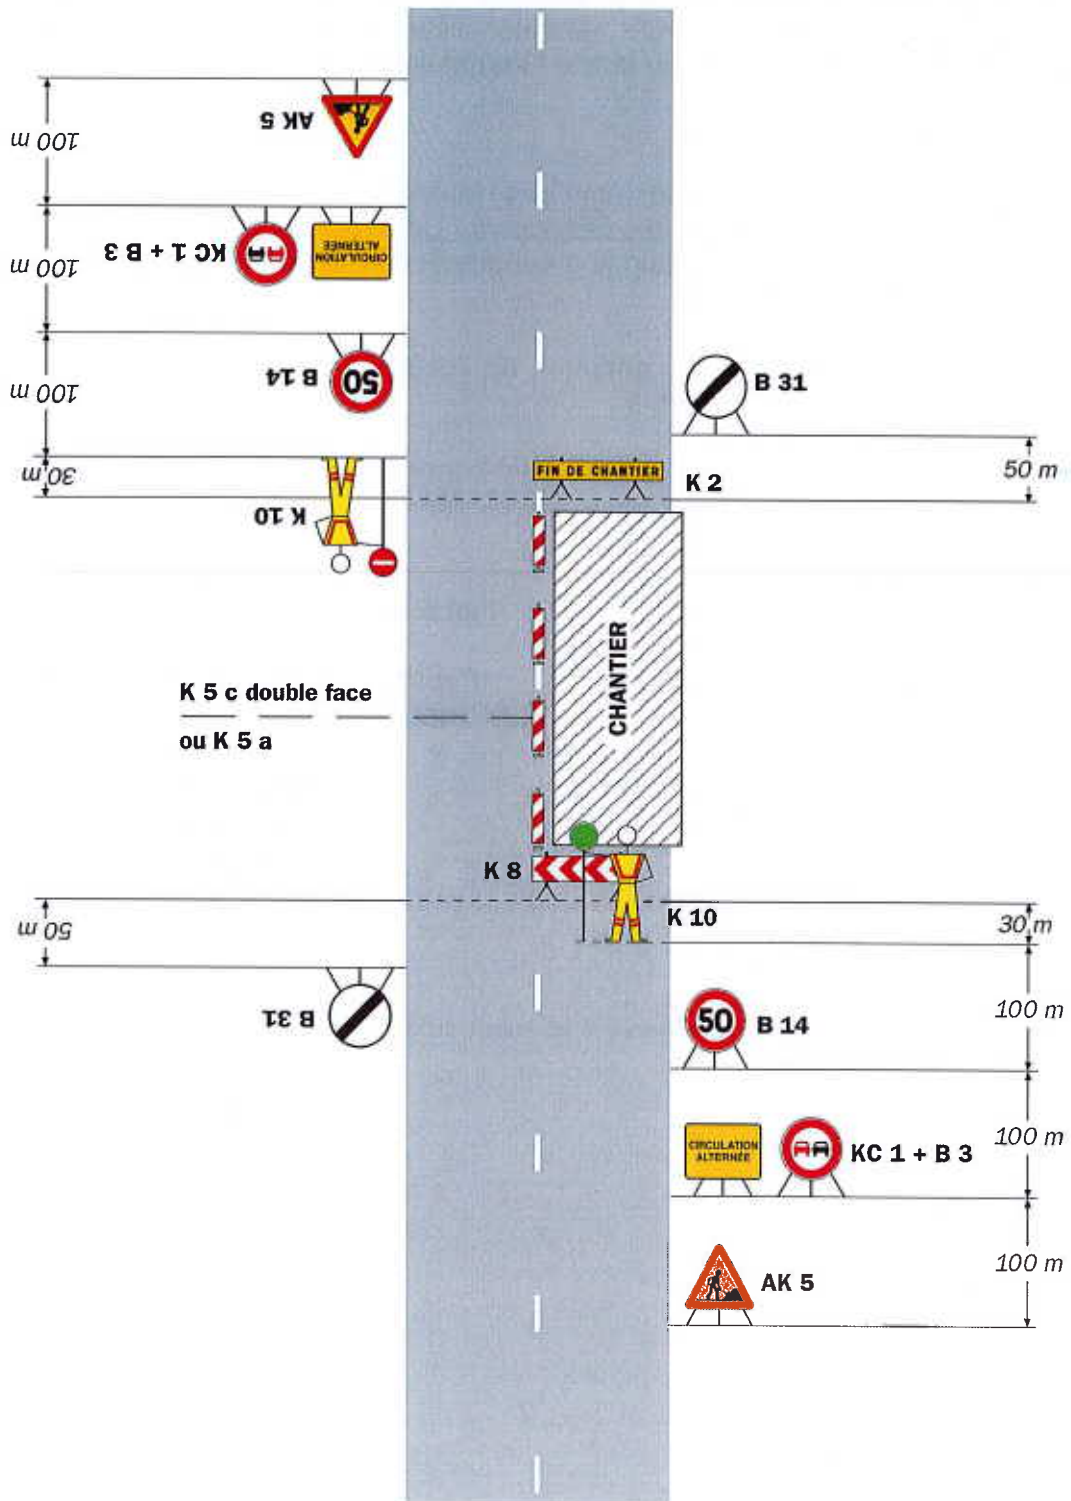 100 m
AK 5
100 m
KC 1 + B 3
CIRCULATION
ALTERNÉE
100 m
B 14
50
B 31
30 m
K 10
FIN DE CHANTIER
K 2
50 m
CHANTIER
K 5 c double face
ou K 5 a
K 8
K 10
30 m
50 m
B 31
50
B 14
100 m
CIRCULATION
ALTERNÉE
KC 1 + B 3
100 m
AK 5
100 m